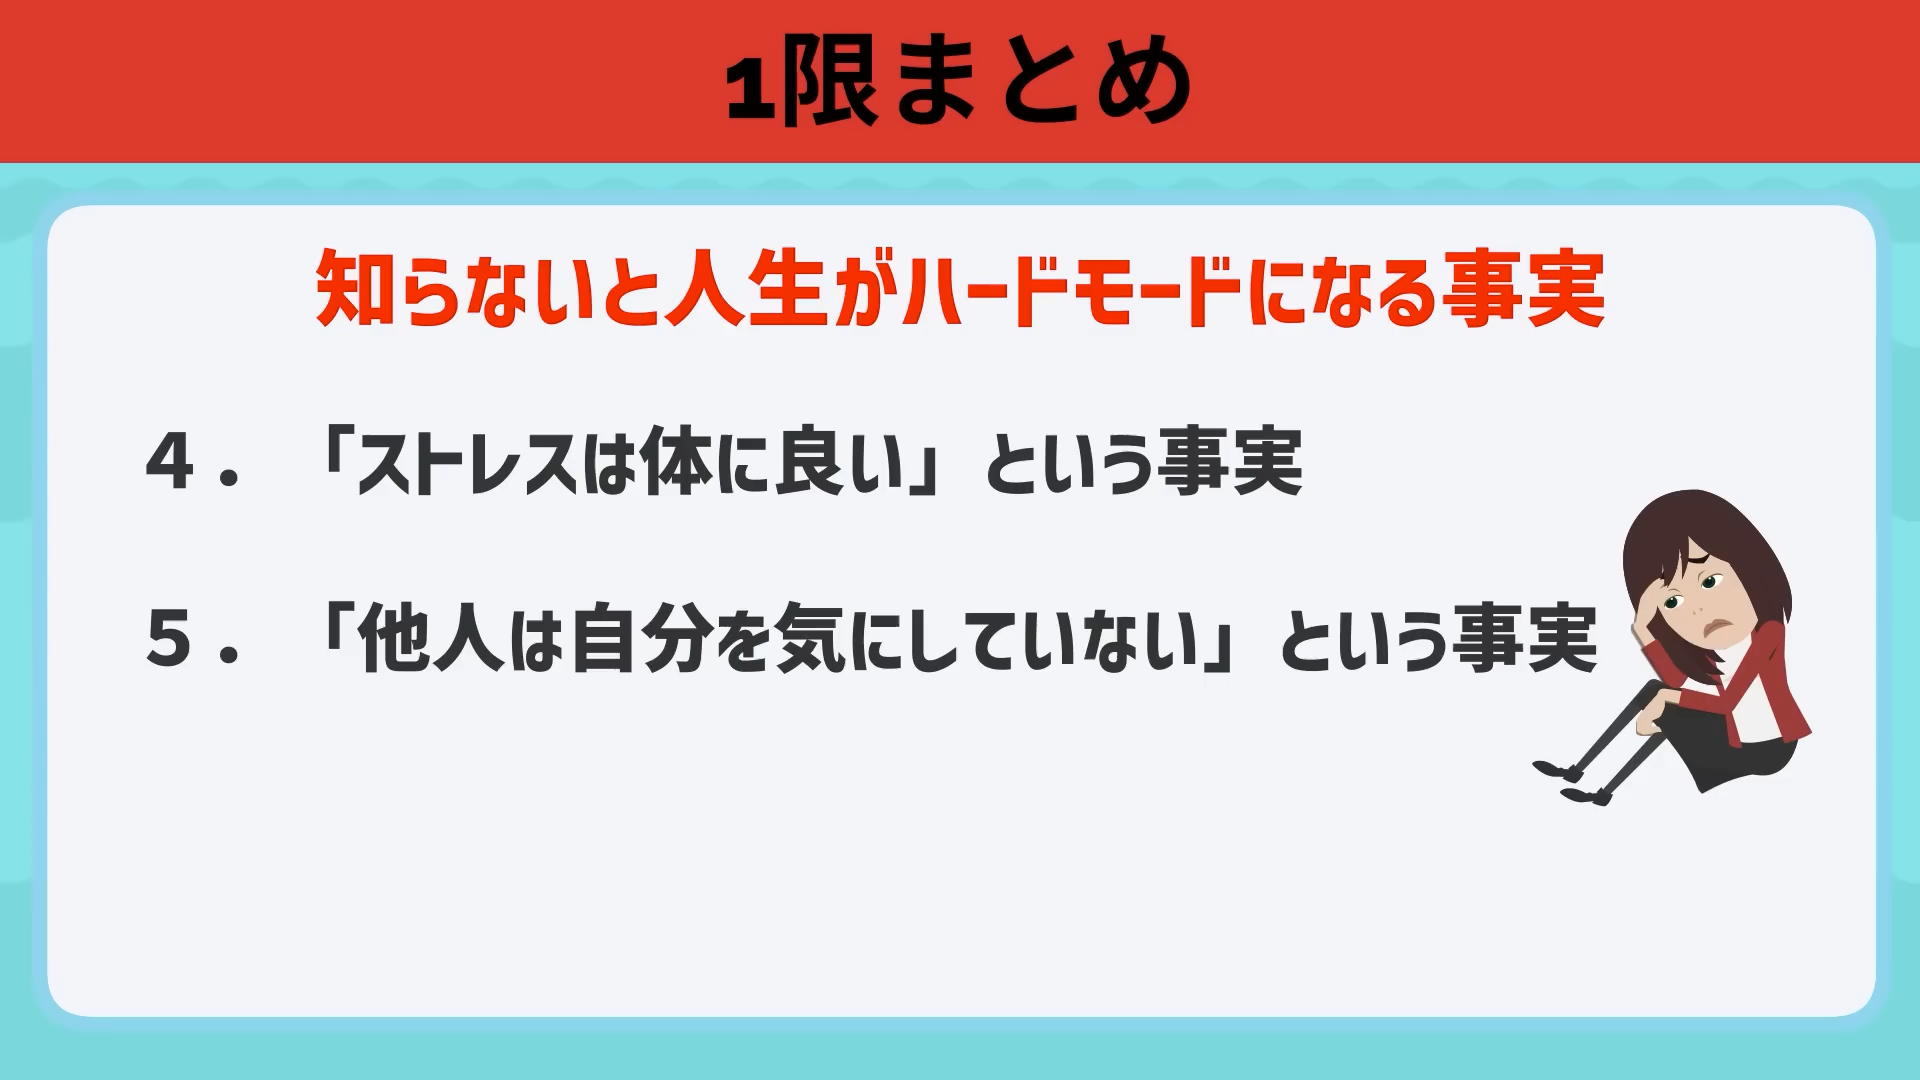 1限まとめ
知らないと人生がハードモードになる事実
４．「ストレスは体に良い」という事実
５．「他人は自分を気にしていない」という事実